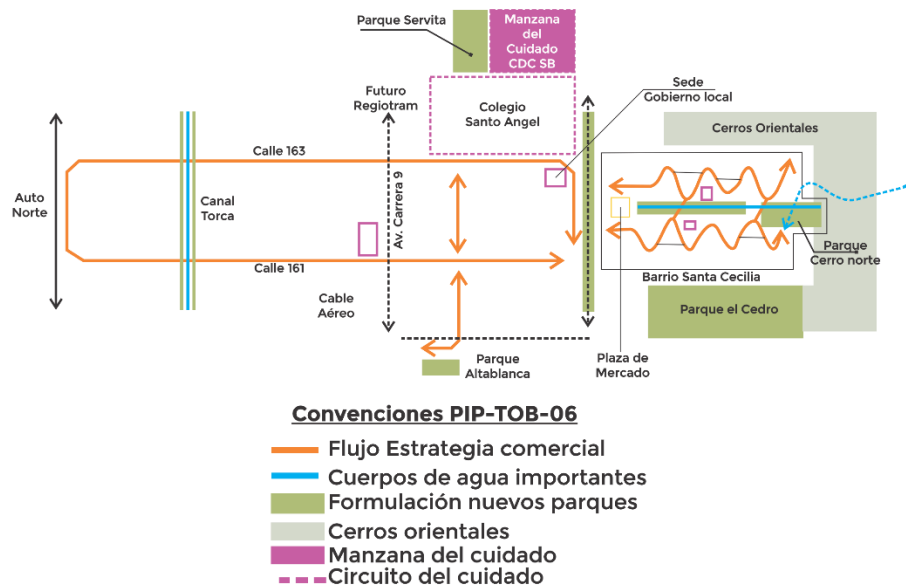 Parque Servita
Manzana
del
Cuidado
CDC SB
Sede
Gobierno local
Futuro
Regiotram
Colegio
Santo Angel
Cerros Orientales
Calle 163
Auto
Norte
Canal
Torca
Av. Carrera 9
Parque
Cerro norte
Calle 161
Barrio Santa Cecilia
Cable
Aéreo
Parque el Cedro
Parque
Altablanca
Plaza de
Mercado
Convenciones PIP-TOB-06
Flujo Estrategia comercial
Cuerpos de agua importantes
Formulación nuevos parques
Cerros orientales
Manzana del cuidado
Circuito del cuidado